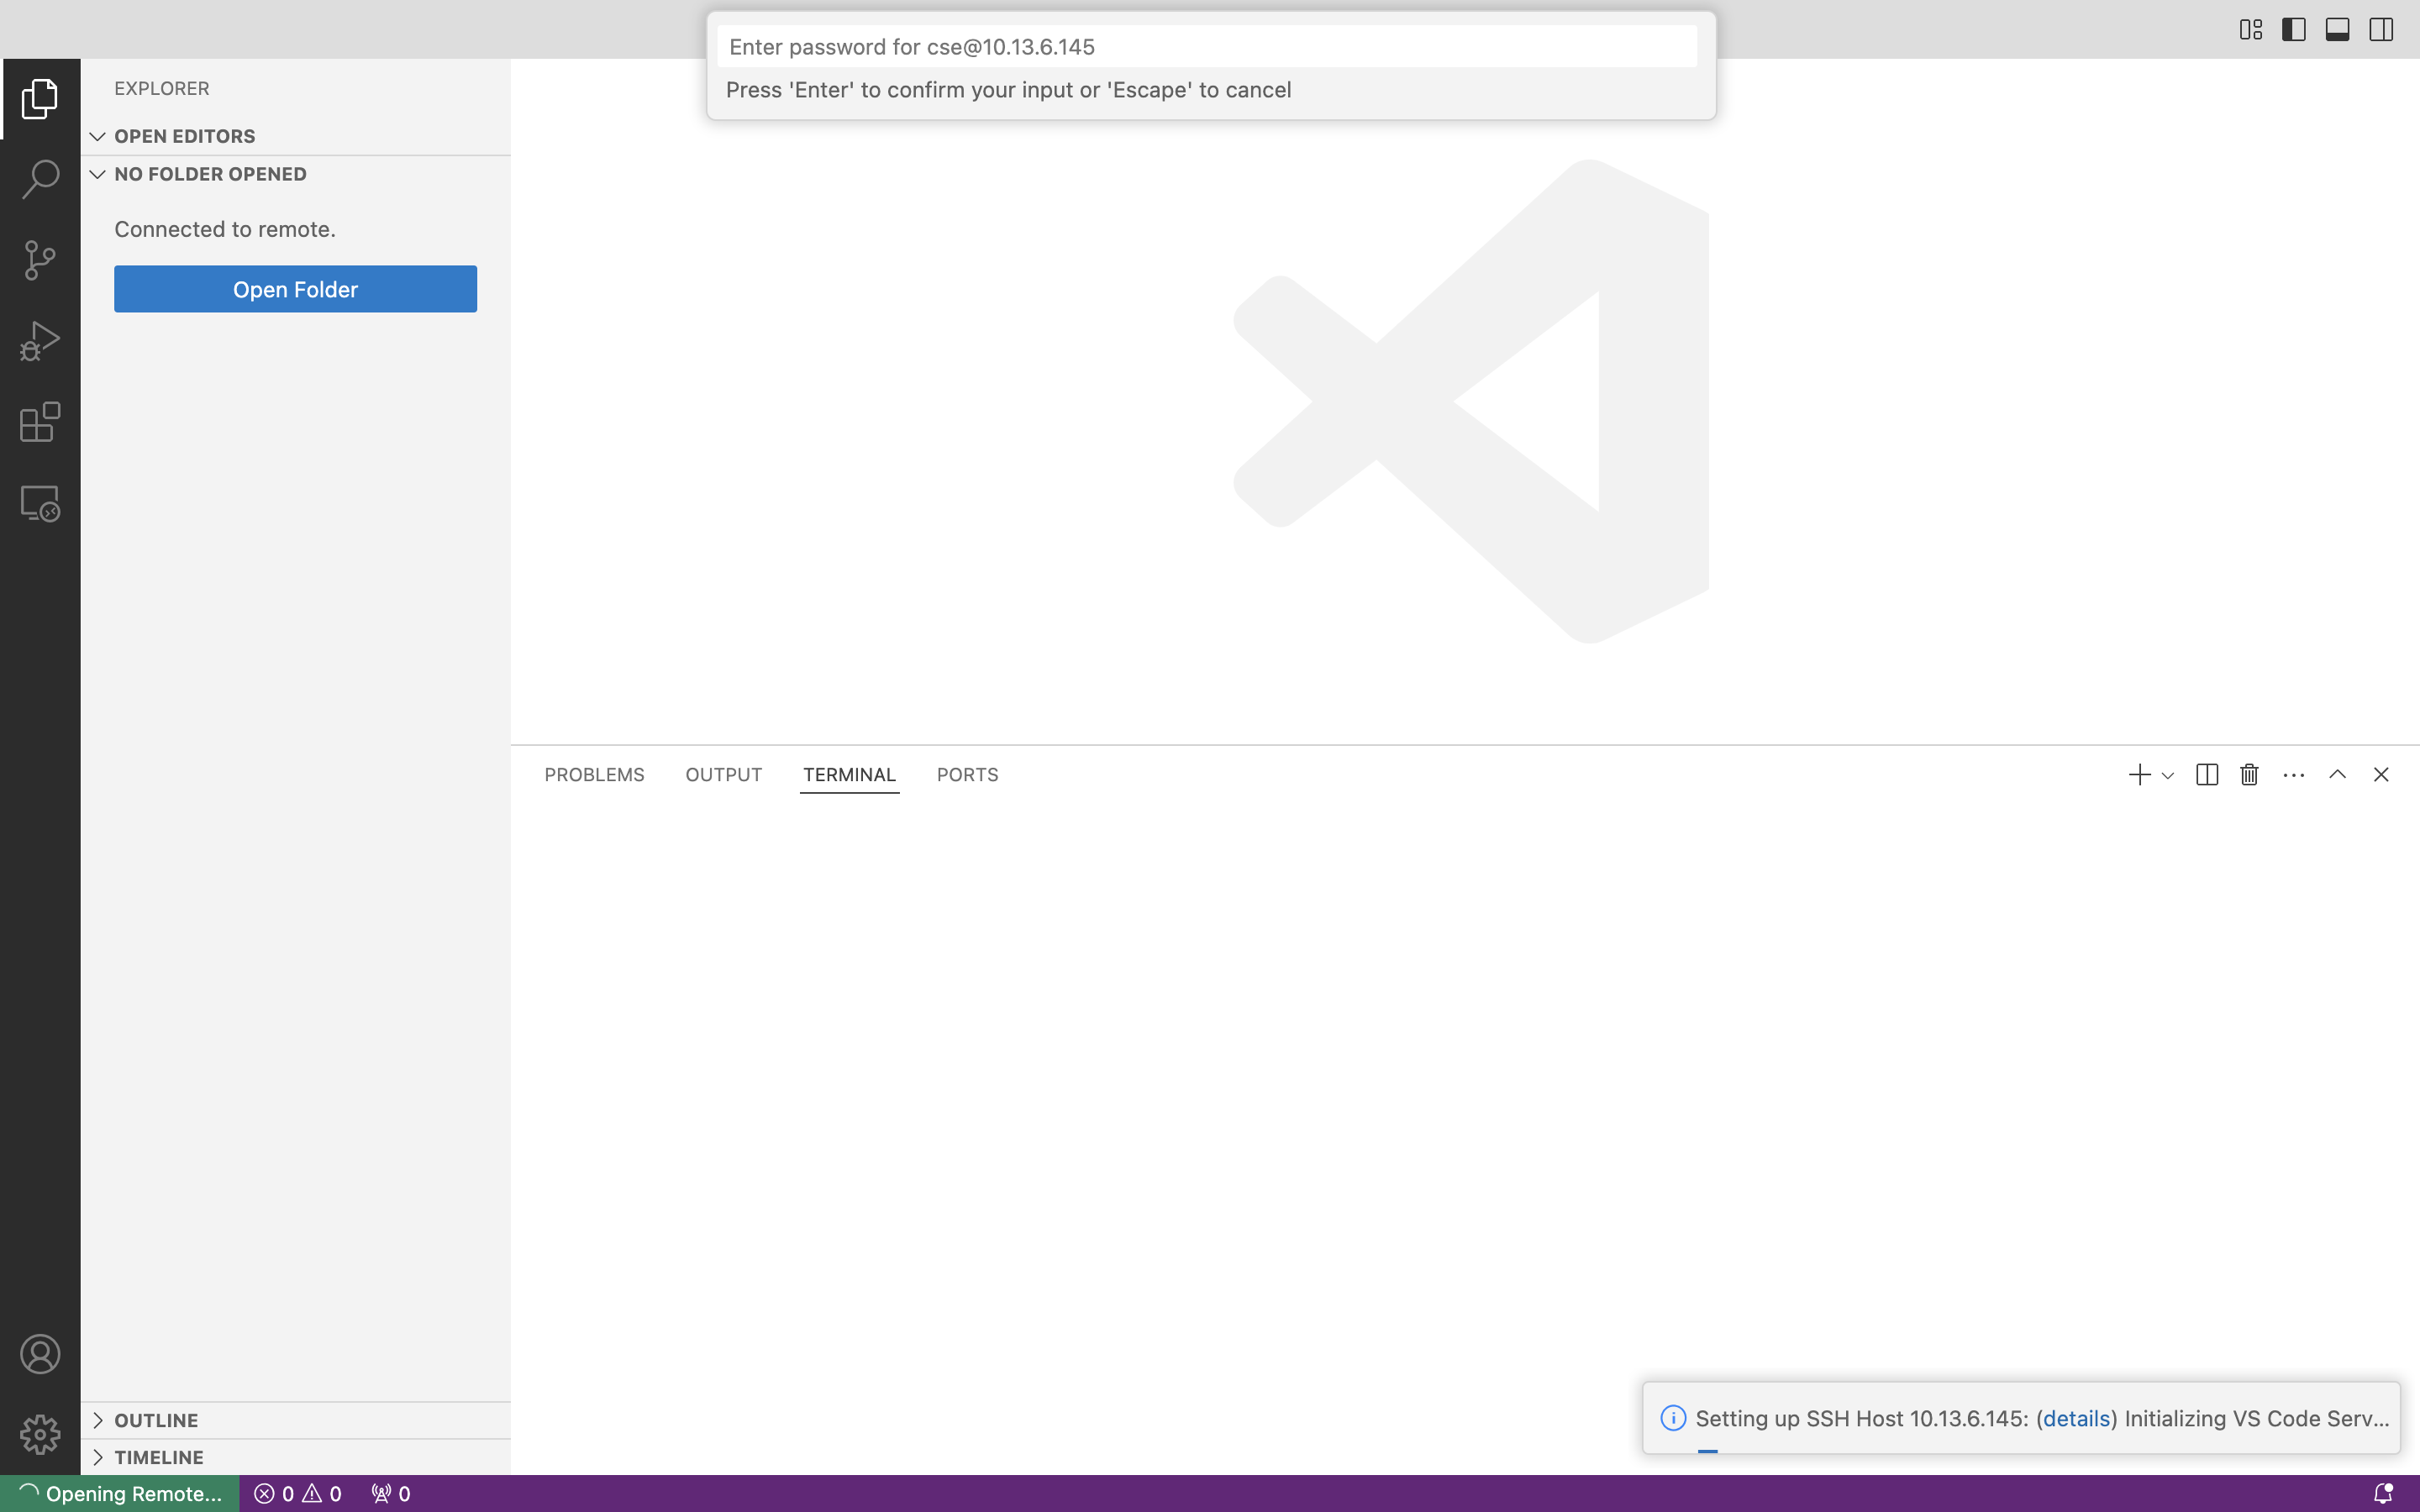 Enter password for cse@10.13.6.145
Press 'Enter' to confirm your input or 'Escape' to cancel
EXPLORER
OPEN EDITORS
NO FOLDER OPENED
Connected to remote.
Open Folder
PROBLEMS OUTPUT TERMINAL PORTS
Setting up SSH Host 10.13.6.145: (details) Initializing VS Code Serv...
OUTLINE
TIMELINE
Opening Remote... 0 0 0